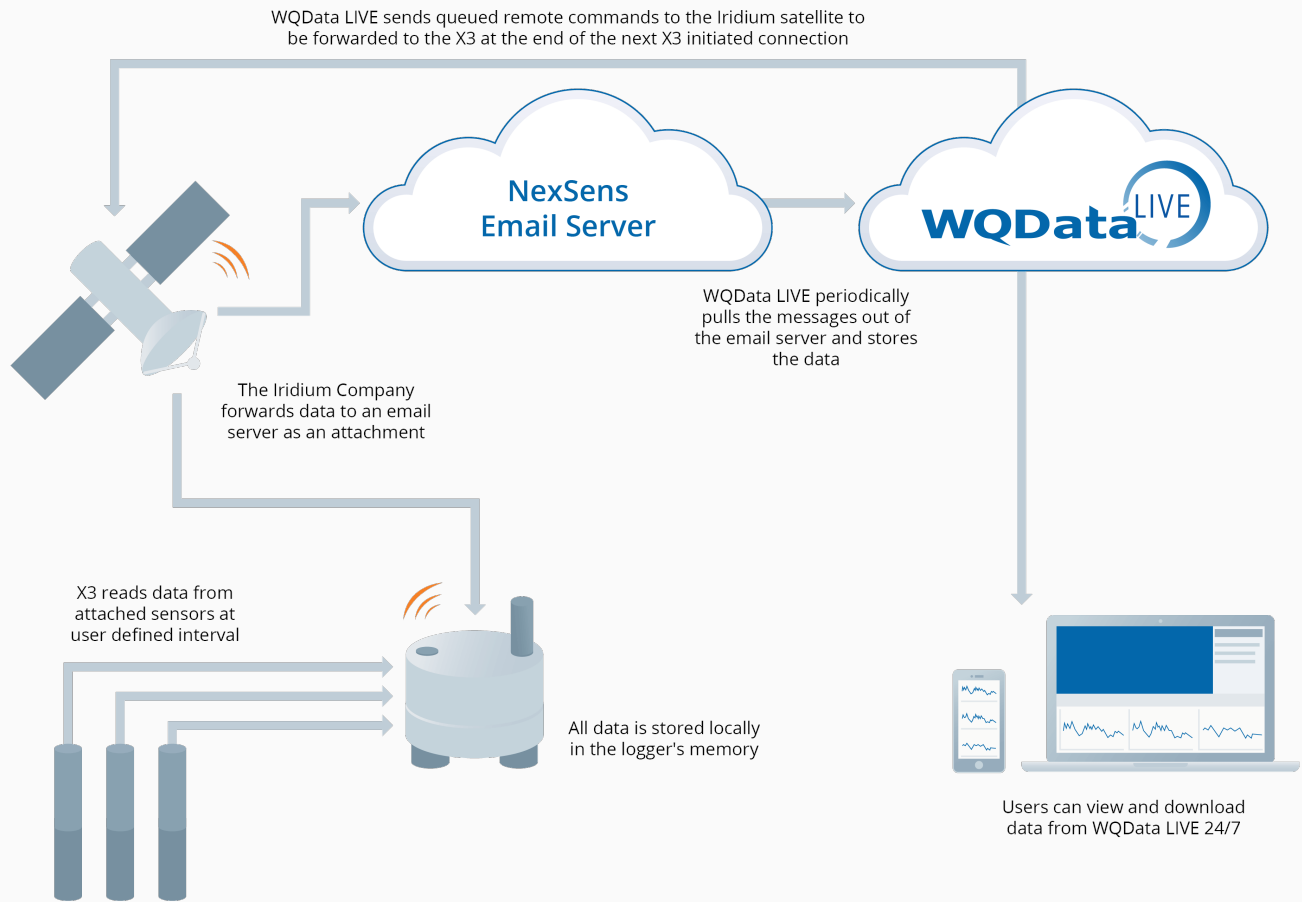 WQData LIVE sends queued remote commands to the Iridium satellite to
be forwarded to the X3 at the end of the next X3 initiated connection
NexSens
Email Server
WQData LIVE
WQData LIVE periodically
pulls the messages out of
the email server and stores
the data
The Iridium Company
forwards data to an email
server as an attachment
X3 reads data from
attached sensors at
user defined interval
All data is stored locally
in the logger's memory
Users can view and download
data from WQData LIVE 24/7